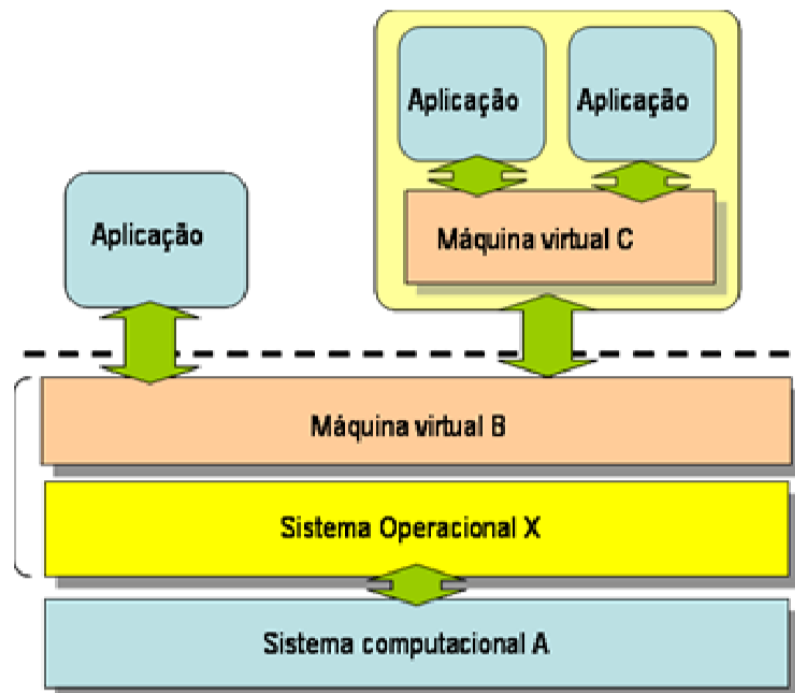 Aplicação
Aplicação
Aplicação
Máquina virtual C
Máquina virtual B
Sistema Operacional X
Sistema computacional A